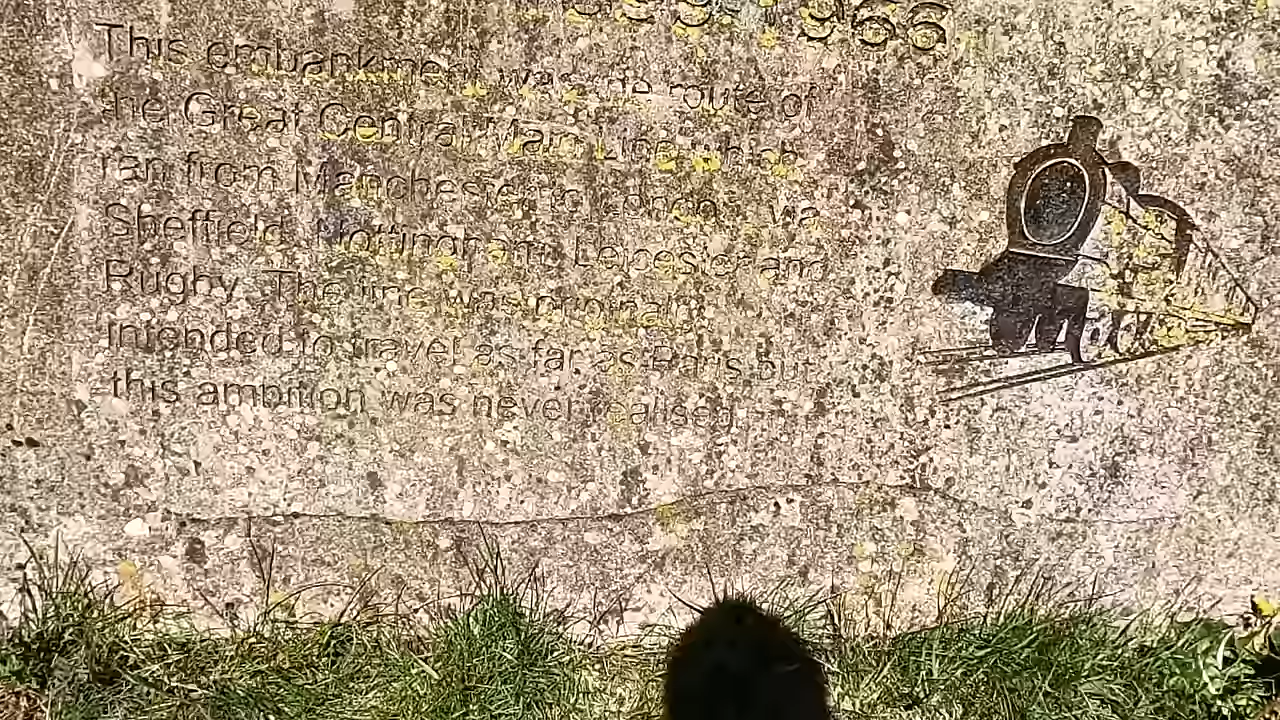 1899-1966
This embankment was the route of
the Great Central Main Line which
ran from Manchester to London via
Sheffield, Nottingham, Leicester and
Rugby. The line was originally
intended to travel as far as Paris but
this ambition was never realised.